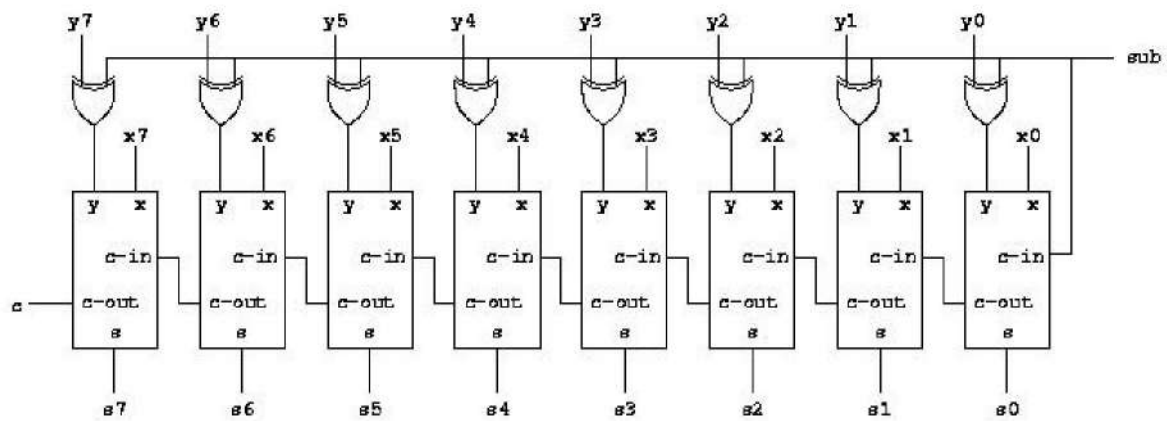 y7 y6 y5 y4 y3 y2 y1 y0
sub
x7 x6 x5 x4 x3 x2 x1 x0
y x y x y x y x y x y x y x y x
c-in c-in c-in c-in c-in c-in c-in c-in
c c-out c-out c-out c-out c-out c-out c-out c-out
s s s s s s s s
s7 s6 s5 s4 s3 s2 s1 s0